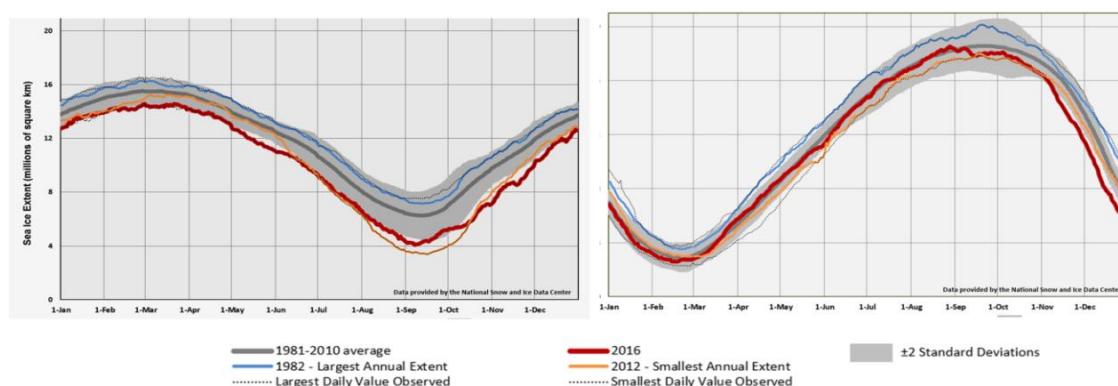 Sea Ice Extent (millions of square km)
20
16
12
8
4
0
Data provided by the National Snow and Ice Data Center
1-Jan 1-Feb 1-Mar 1-Apr 1-May 1-Jun 1-Jul 1-Aug 1-Sep 1-Oct 1-Nov 1-Dec
Data provided by the National Snow and Ice Data Center
1-Jan 1-Feb 1-Mar 1-Apr 1-May 1-Jun 1-Jul 1-Aug 1-Sep 1-Oct 1-Nov 1-Dec
1981-2010 average 2016 ±2 Standard Deviations
1982 - Largest Annual Extent 2012 - Smallest Annual Extent
Largest Daily Value Observed Smallest Daily Value Observed